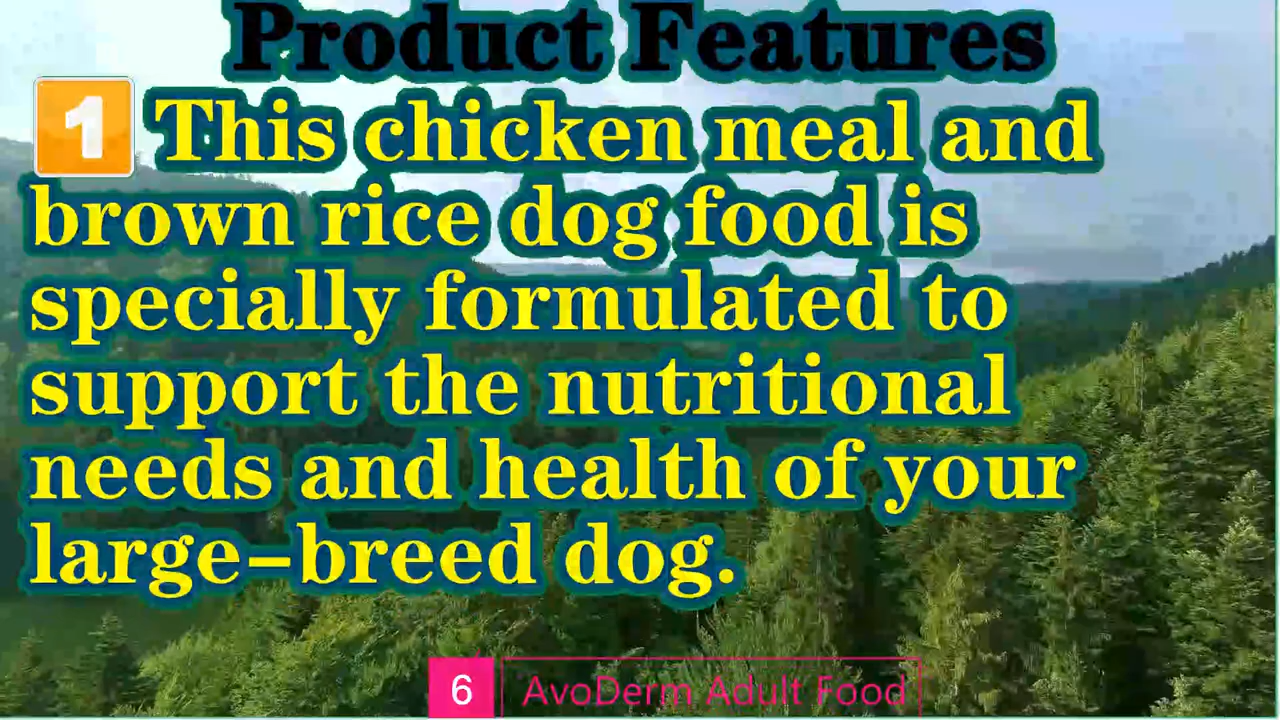 Product Features
1 This chicken meal and
brown rice dog food is
specially formulated to
support the nutritional
needs and health of your
large–breed dog.
6 AvoDerm Adult Food